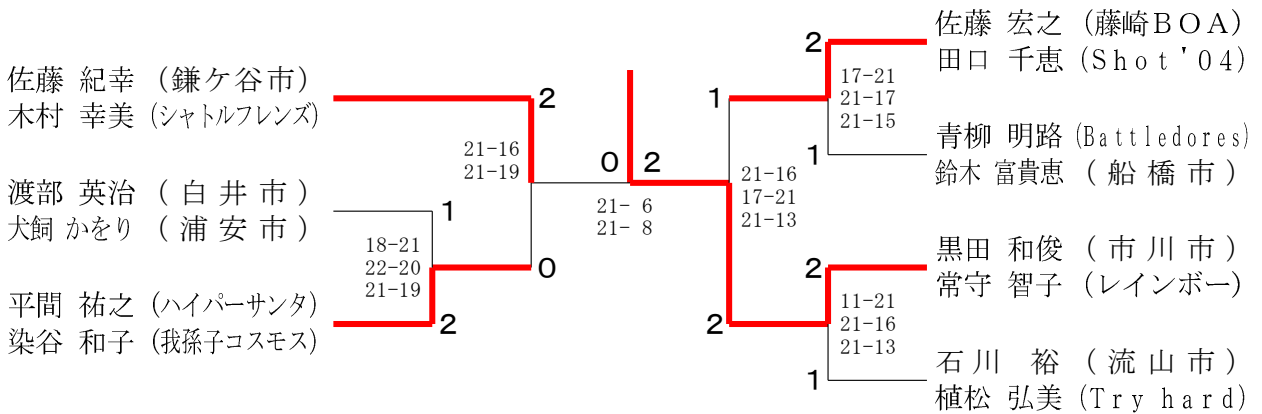 佐藤 紀幸 (鎌ケ谷市)
木村 幸美 (シャトルフレンズ)
2
21-16
21-19
渡部 英治 (白井市)
犬飼 かをり (浦安市)
1
18-21
22-20
21-19
0
平間 祐之 (ハイパーサンタ)
染谷 和子 (我孫子コスモス)
2
0 2
21- 6
21- 8
佐藤 宏之 (藤崎BOA)
田口 千恵 (Shot'04)
2
17-21
21-17
21-15
1
青柳 明路 (Battledores)
鈴木 富貴恵 (船橋市)
1
21-16
17-21
21-13
黒田 和俊 (市川市)
常守 智子 (レインボー)
2
11-21
21-16
21-13
2
石川 裕 (流山市)
植松 弘美 (Try hard)
1